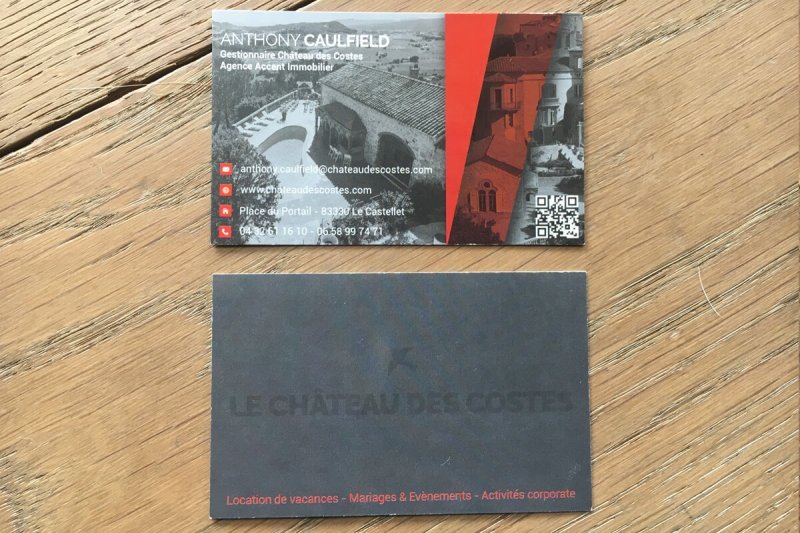 ANTHONY CAULFIELD
Gestionnaire Château des Costes
Agence Accent Immobilier
anthony.caulfield@chateaudescostes.com
www.chateaudescostes.com
Place du Portail - 83330 Le Castellet
04 32 61 16 10 - 06 58 99 74 71
LE CHÂTEAU DES COSTES
Location de vacances - Mariages & Evènements - Activités corporate